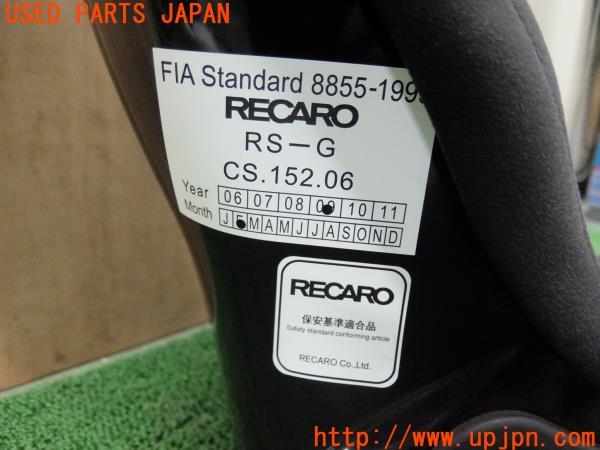 USED PARTS JAPAN
FIA Standard 8855-1999
RECARO
RS-G
CS.152.06
Year 06 07 08 09 10 11
Month J F M A M J J A S O N D
RECARO
保安基準適合品
Safety standard conforming article
RECARO Co.,Ltd.
http://www.upjpn.com/